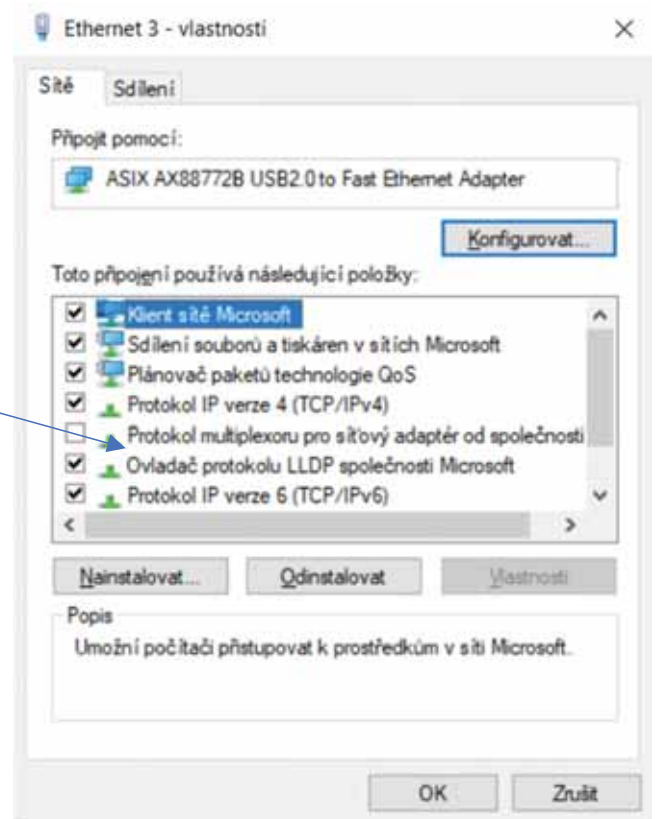 Ethernet 3 - vlastnosti
Sítě
Sdílení
Připojit pomocí:
ASIX AX88772B USB2.0 to Fast Ethernet Adapter
Konfigurovat...
Toto připojení používá následující položky:
Klient sítě Microsoft
Sdílení souborů a tiskáren v sítích Microsoft
Plánovač paketů technologie QoS
Protokol IP verze 4 (TCP/IPv4)
Protokol multiplexoru pro síťový adaptér od společnosti
Ovladač protokolu LLDP společnosti Microsoft
Protokol IP verze 6 (TCP/IPv6)
Nainstalovat...
Odinstalovat
Vlastnosti
Popis
Umožní počítači přistupovat k prostředkům v síti Microsoft.
OK
Zrušit